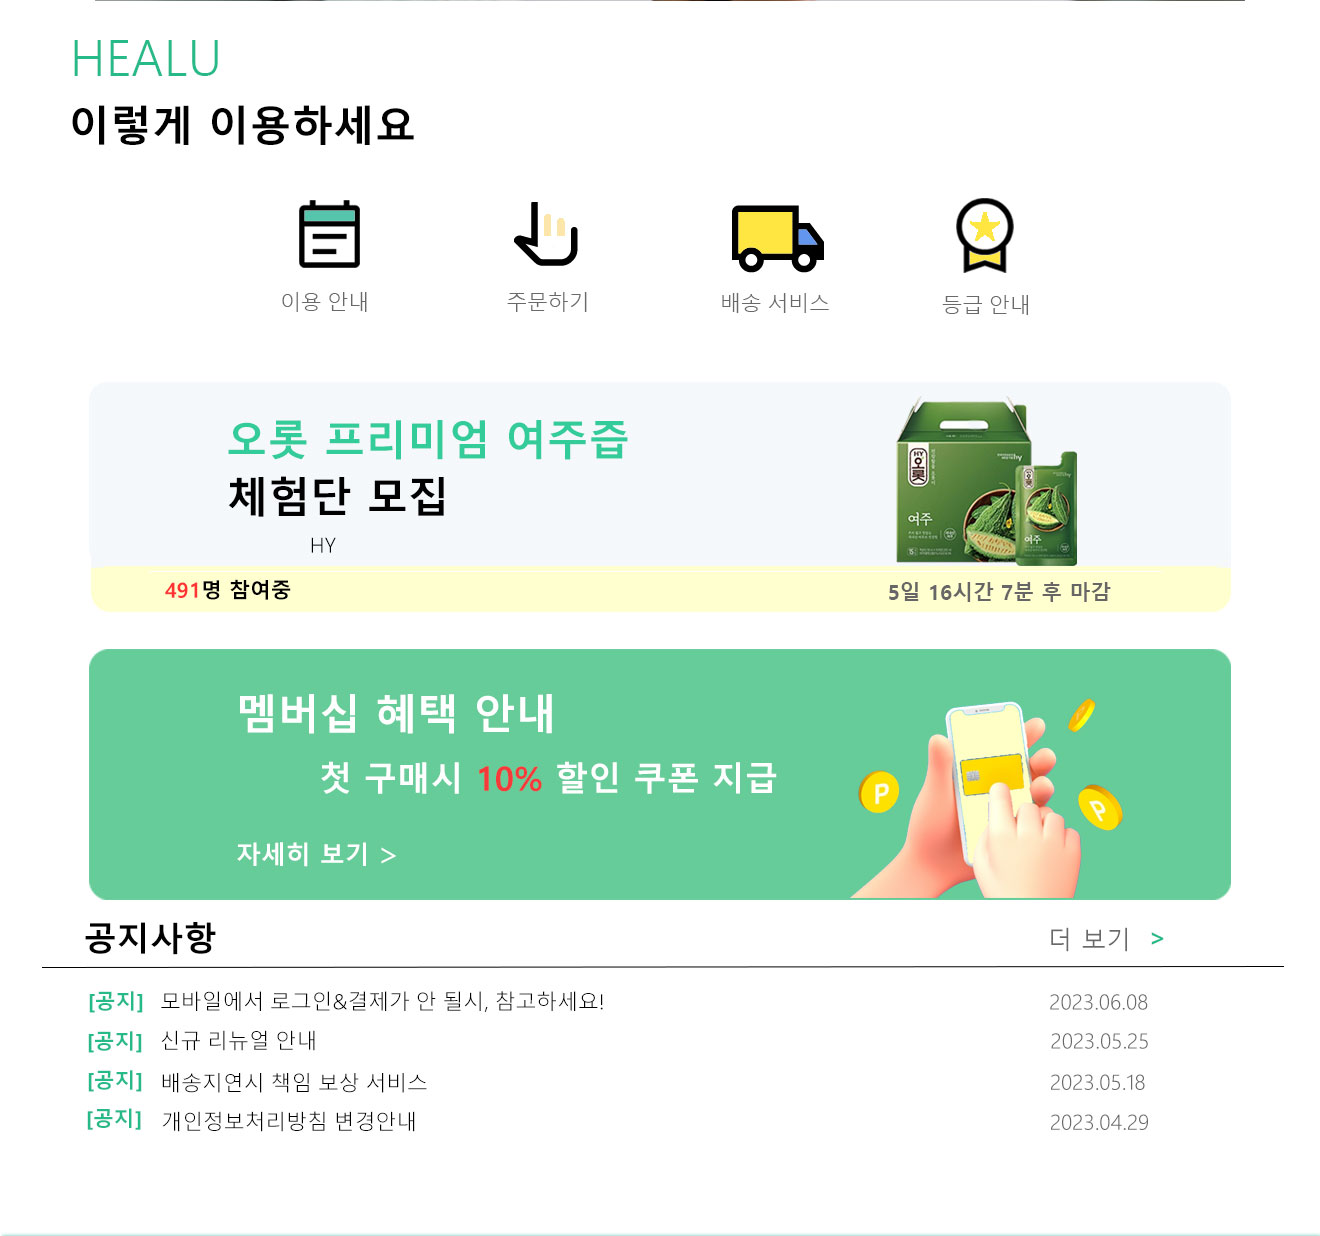 HEALU
이렇게 이용하세요
이용 안내
주문하기
배송 서비스
등급 안내
오롯 프리미엄 여주즙
체험단 모집
HY
HY 오롯
hy
여주
여주
491명 참여중
5일 16시간 7분 후 마감
멤버십 혜택 안내
첫 구매시 10% 할인 쿠폰 지급
P
P
자세히 보기 >
공지사항
더 보기 >
[공지] 모바일에서 로그인&결제가 안 될시, 참고하세요! 2023.06.08
[공지] 신규 리뉴얼 안내 2023.05.25
[공지] 배송지연시 책임 보상 서비스 2023.05.18
[공지] 개인정보처리방침 변경안내 2023.04.29